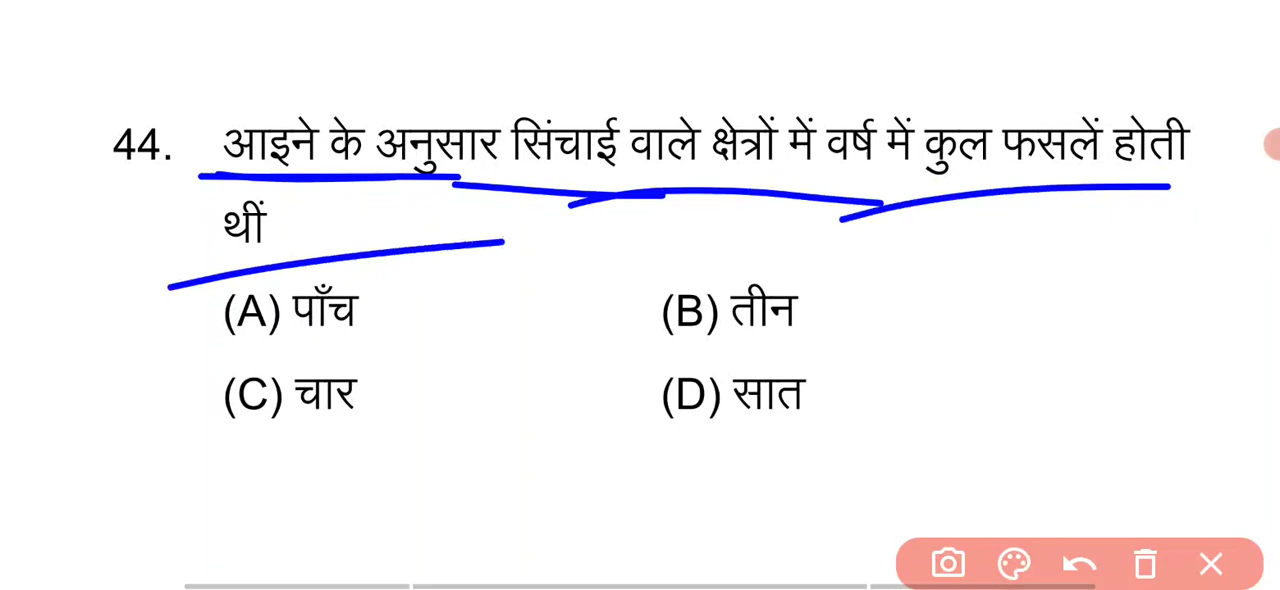 44. आइने के अनुसार सिंचाई वाले क्षेत्रों में वर्ष में कुल फसलें होती
थीं
(A) पाँच (B) तीन
(C) चार (D) सात